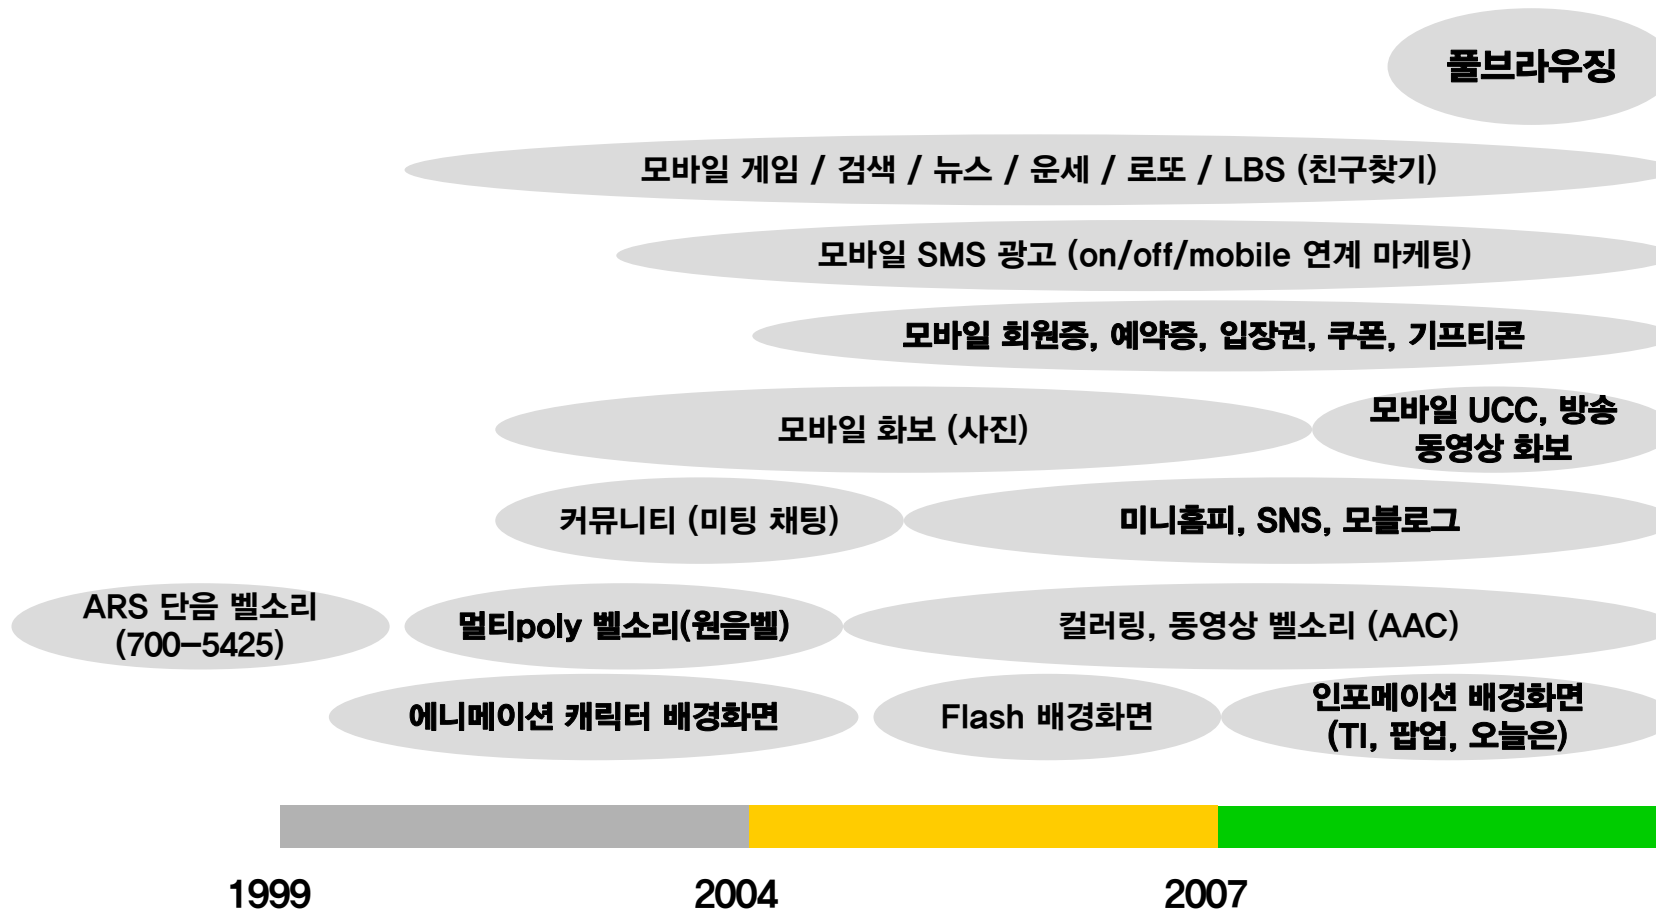 풀브라우징
모바일 게임 / 검색 / 뉴스 / 운세 / 로또 / LBS (친구찾기)
모바일 SMS 광고 (on/off/mobile 연계 마케팅)
모바일 회원증, 예약증, 입장권, 쿠폰, 기프티콘
모바일 화보 (사진)
모바일 UCC, 방송
동영상 화보
커뮤니티 (미팅 채팅)
미니홈피, SNS, 모블로그
ARS 단음 벨소리
(700-5425)
멀티poly 벨소리(원음벨)
컬러링, 동영상 벨소리 (AAC)
에니메이션 캐릭터 배경화면
Flash 배경화면
인포메이션 배경화면
(TI, 팝업, 오늘은)
1999
2004
2007